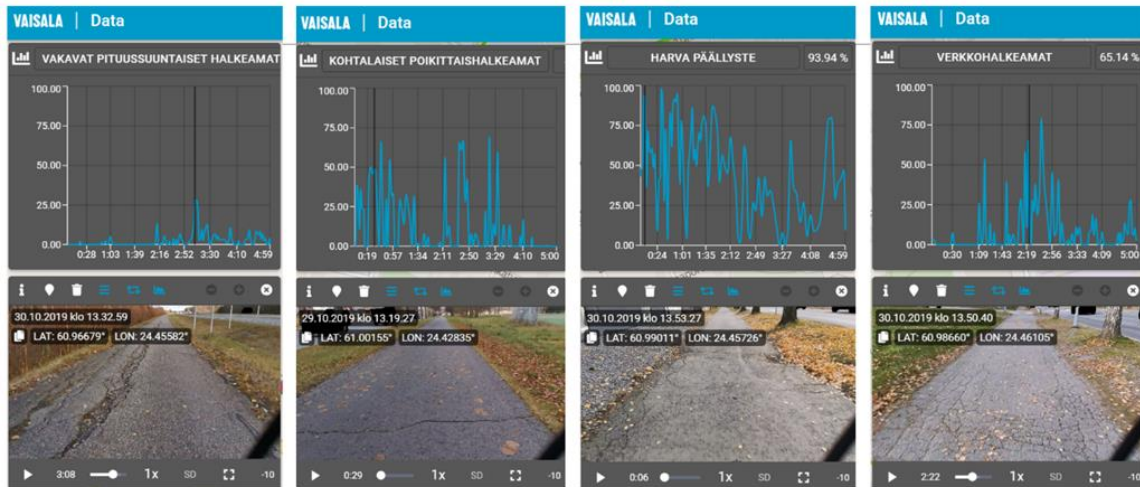 VAISALA | Data
VAKAVAT PITUUSSUUNTAISET HALKEAMAT
100.00
75.00
50.00
25.00
0.00
0:28 1:03 1:39 2:16 2:52 3:30 4:10 4:59
30.10.2019 klo 13.32.59
LAT: 60.96679° LON: 24.45582°
3:08 1x SD -10
VAISALA | Data
KOHTALAISET POIKITTAISHALKEAMAT
100.00
75.00
50.00
25.00
0.00
0:19 0:57 1:34 2:11 2:50 3:29 4:10 5:00
29.10.2019 klo 13.19.27
LAT: 61.00155° LON: 24.42835°
0:29 1x SD -10
VAISALA | Data
HARVA PÄÄLLYSTE 93.94 %
100.00
75.00
50.00
25.00
0.00
0:24 1:01 1:35 2:12 2:49 3:27 4:08 4:59
30.10.2019 klo 13.53.27
LAT: 60.99011° LON: 24.45726°
0:06 1x SD -10
VAISALA | Data
VERKKOHALKEAMAT 65.14 %
100.00
75.00
50.00
25.00
0.00
0:30 1:09 1:43 2:19 2:56 3:33 4:09 5:00
30.10.2019 klo 13.50.40
LAT: 60.98660° LON: 24.46105°
2:22 1x SD -10